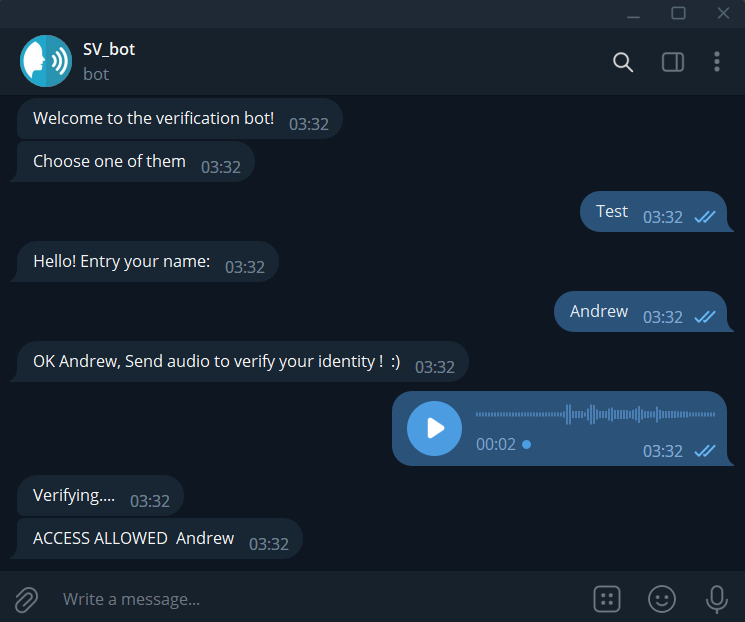 SV_bot
bot
Welcome to the verification bot! 03:32
Choose one of them 03:32
Test 03:32
Hello! Entry your name: 03:32
Andrew 03:32
OK Andrew, Send audio to verify your identity ! :) 03:32
00:02 03:32
Verifying.... 03:32
ACCESS ALLOWED Andrew 03:32
Write a message...